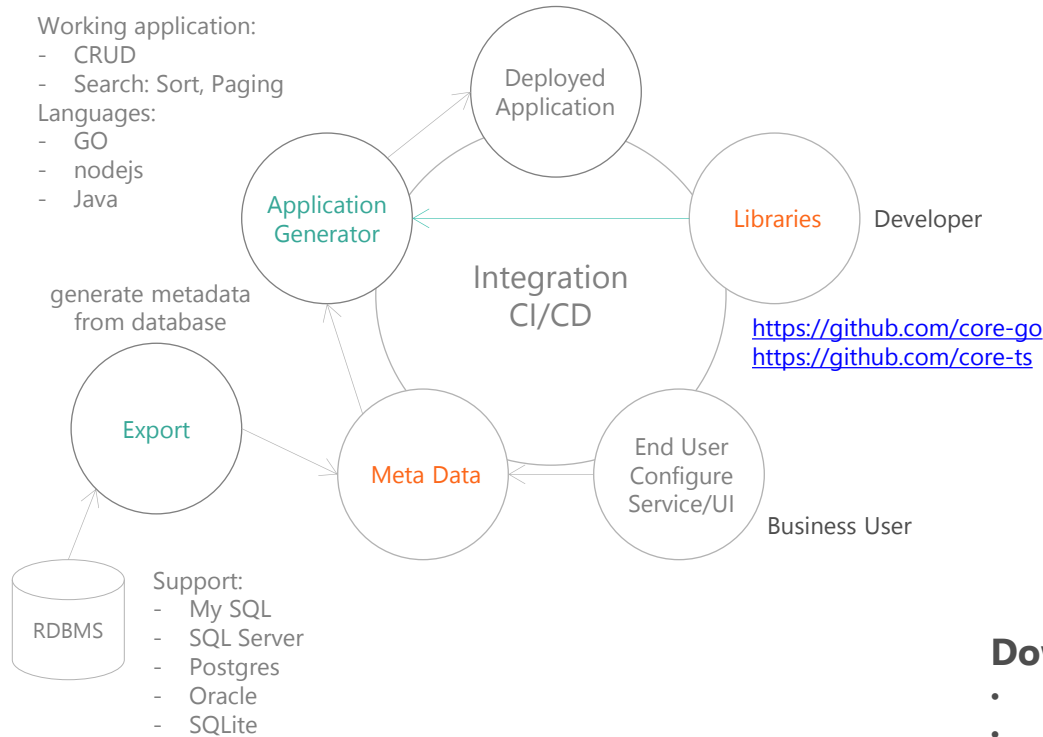 Working application:
- CRUD
- Search: Sort, Paging
Languages:
- GO
- nodejs
- Java
Deployed
Application
Application
Generator
Libraries
Developer
Integration
CI/CD
generate metadata
from database
https://github.com/core-go
https://github.com/core-ts
Export
Meta Data
End User
Configure
Service/UI
Business User
RDBMS
Support:
- My SQL
- SQL Server
- Postgres
- Oracle
- SQLite
•
•